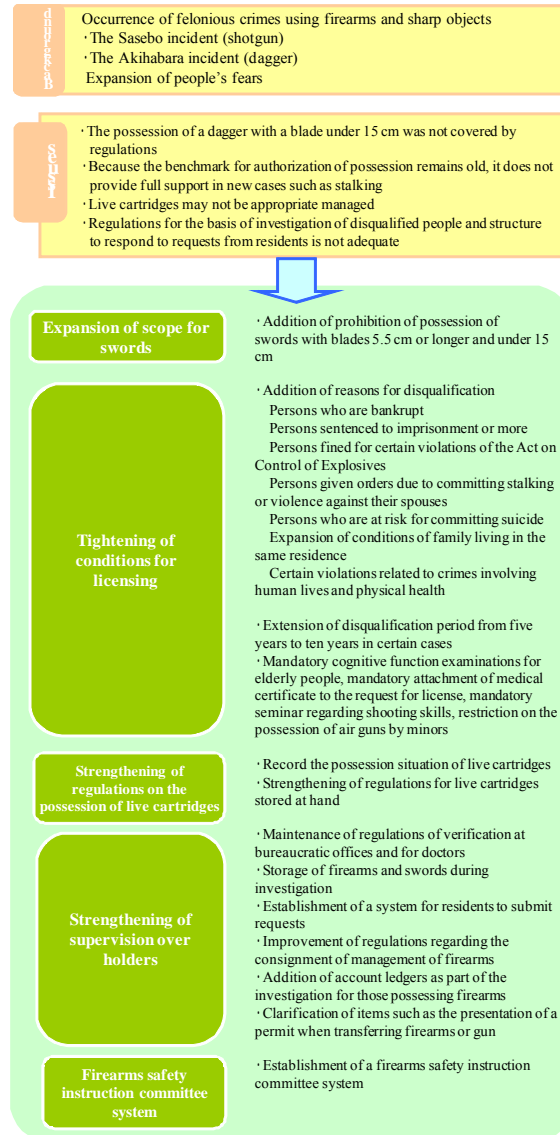 Occurrence of felonious crimes using firearms and sharp objects
・The Sasebo incident (shotgun)
・The Akihabara incident (dagger)
Expansion of people's fears
・The possession of a dagger with a blade under 15 cm was not covered by
regulations
・Because the benchmark for authorization of possession remains old, it does not
provide full support in new cases such as stalking
・Live cartridges may not be appropriate managed
・Regulations for the basis of investigation of disqualified people and structure
to respond to requests from residents is not adequate
Expansion of scope for
swords
・Addition of prohibition of possession of
swords with blades 5.5 cm or longer and under 15
cm
Tightening of
conditions for
licensing
・Addition of reasons for disqualification
Persons who are bankrupt
Persons sentenced to imprisonment or more
Persons fined for certain violations of the Act on
Control of Explosives
Persons given orders due to committing stalking
or violence against their spouses
Persons who are at risk for committing suicide
Expansion of conditions of family living in the
same residence
Certain violations related to crimes involving
human lives and physical health
・Extension of disqualification period from five
years to ten years in certain cases
・Mandatory cognitive function examinations for
elderly people, mandatory attachment of medical
certificate to the request for license, mandatory
seminar regarding shooting skills, restriction on the
possession of air guns by minors
Strengthening of
regulations on the
possession of live cartridges
・Record the possession situation of live cartridges
・Strengthening of regulations for live cartridges
stored at hand
Strengthening of
supervision over
holders
・Maintenance of regulations of verification at
bureaucratic offices and for doctors
・Storage of firearms and swords during
investigation
・Establishment of a system for residents to submit
requests
・Improvement of regulations regarding the
consignment of management of firearms
・Addition of account ledgers as part of the
investigation for those possessing firearms
・Clarification of items such as the presentation of a
permit when transferring firearms or gun
Firearms safety
instruction committee
system
・Establishment of a firearms safety instruction
committee system